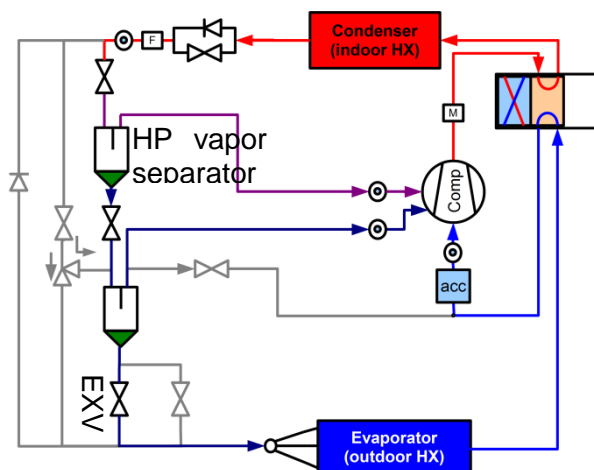 Condenser
(indoor HX)
F
M
HP vapor
separator
Comp
acc
EXV
Evaporator
(outdoor HX)